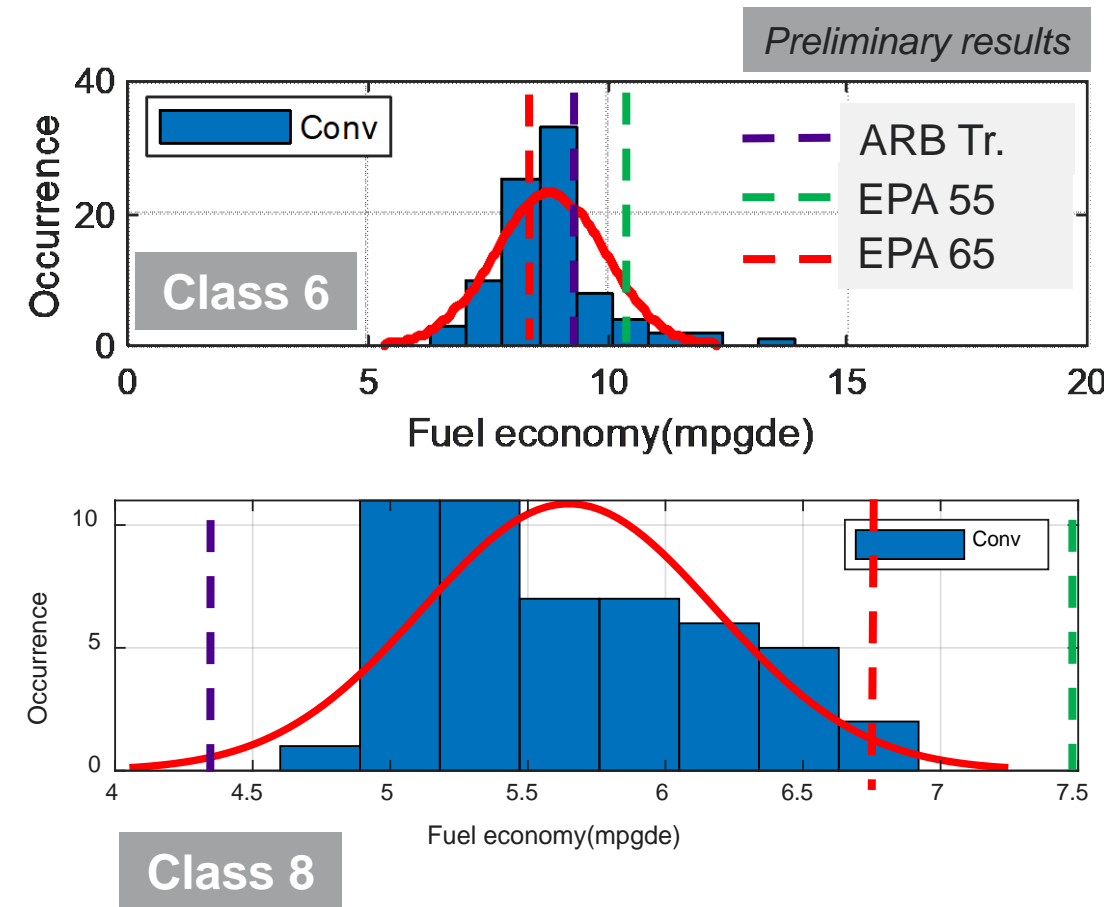 Preliminary results
40
20
0
Occurrence
Conv
ARB Tr.
EPA 55
EPA 65
Class 6
0 5 10 15 20
Fuel economy(mpgde)
10
5
0
Occurrence
Conv
4 4.5 5 5.5 6 6.5 7 7.5
Fuel economy(mpgde)
Class 8